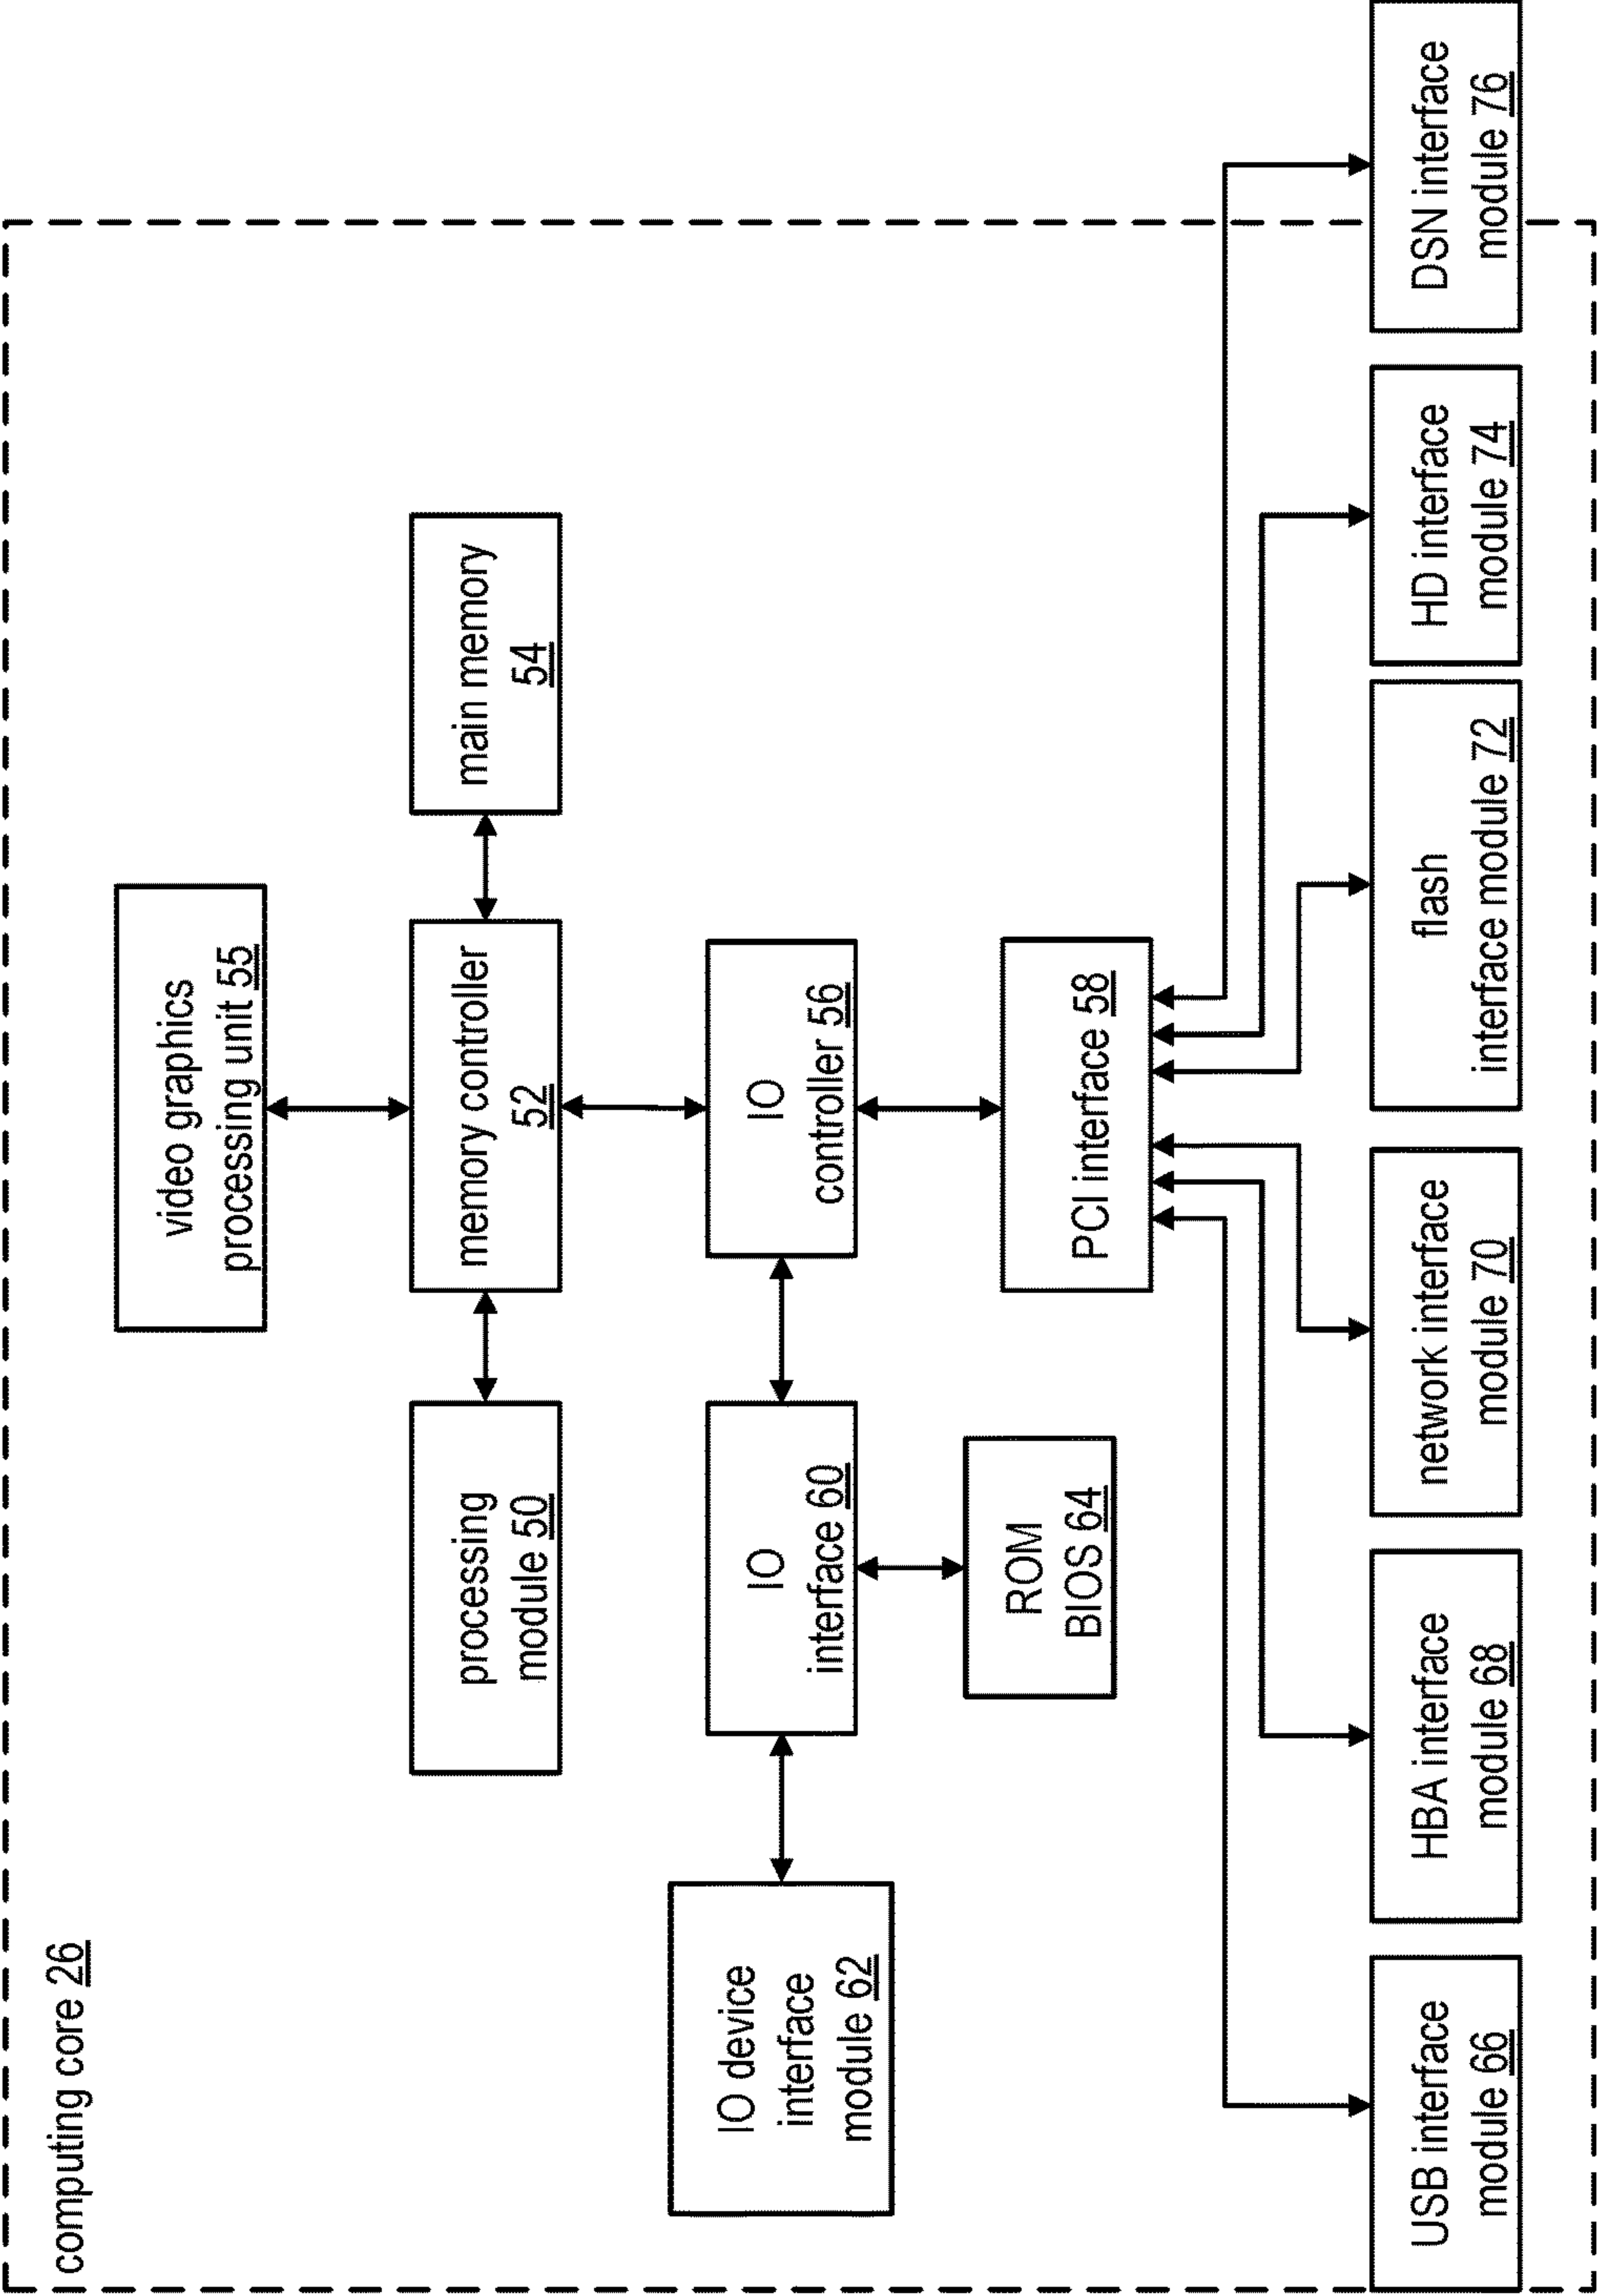 computing core 26
video graphics
processing unit 55
processing
module 50
memory controller
52
main memory
54
IO device
interface
module 62
IO
interface 60
IO
controller 56
ROM
BIOS 64
PCI interface 58
USB interface
module 66
HBA interface
module 68
network interface
module 70
flash
interface module 72
HD interface
module 74
DSN interface
module 76